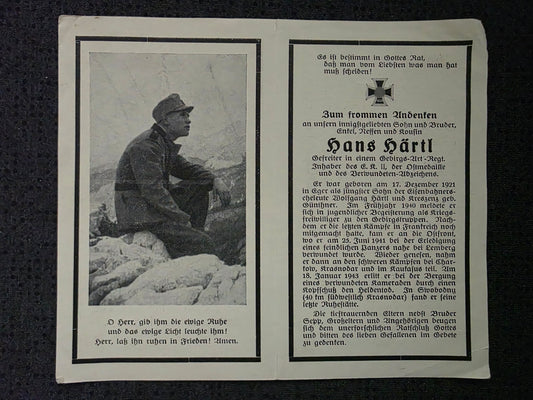 O Herr, gib ihm die ewige Ruhe
und das ewige Licht leuchte ihm!
Herr, laß ihn ruhen in Frieden! Amen.
Es ist bestimmt in Gottes Rat,
daß man vom Liebsten was man hat
muß scheiden!
Zum frommen Andenken
an unsern innigstgeliebten Sohn und Bruder,
Enkel, Neffen und Kousin
Hans Härtl
Gefreiter in einem Gebirgs-Art.-Regt.
Inhaber des E. K. II, der Ostmedaille
und des Verwundeten-Abzeichens.
Er war geboren am 17. Dezember 1921
in Eger als jüngster Sohn der Eisenbahners-
eheleute Wolfgang Härtl und Kreszenz geb.
Günthner. Im Frühjahr 1940 meldete er
sich in jugendlicher Begeisterung als Kriegs-
freiwilliger zu den Gebirgstruppen. Nach-
dem er die letzten Kämpfe in Frankreich noch
mitgemacht hatte, kam er an die Ostfront,
wo er am 25. Juni 1941 bei der Erledigung
eines feindlichen Panzers nahe bei Lemberg
verwundet wurde. Wieder genesen, nahm
er dann an den schweren Kämpfen bei Char-
kow, Krasnodar und im Kaukasus teil. Am
18. Januar 1943 erlitt er bei der Bergung
eines verwundeten Kameraden durch einen
Kopfschuß den Heldentod. In Swobodny
(40 km südwestlich Krasnodar) fand er seine
letzte Ruhestätte.
Die tieftrauernden Eltern nebst Bruder
Sepp, Großeltern und Angehörigen beugen
sich dem unerforschlichen Ratschluß Gottes
und bitten des lieben Gefallenen im Gebete
zu gedenken.